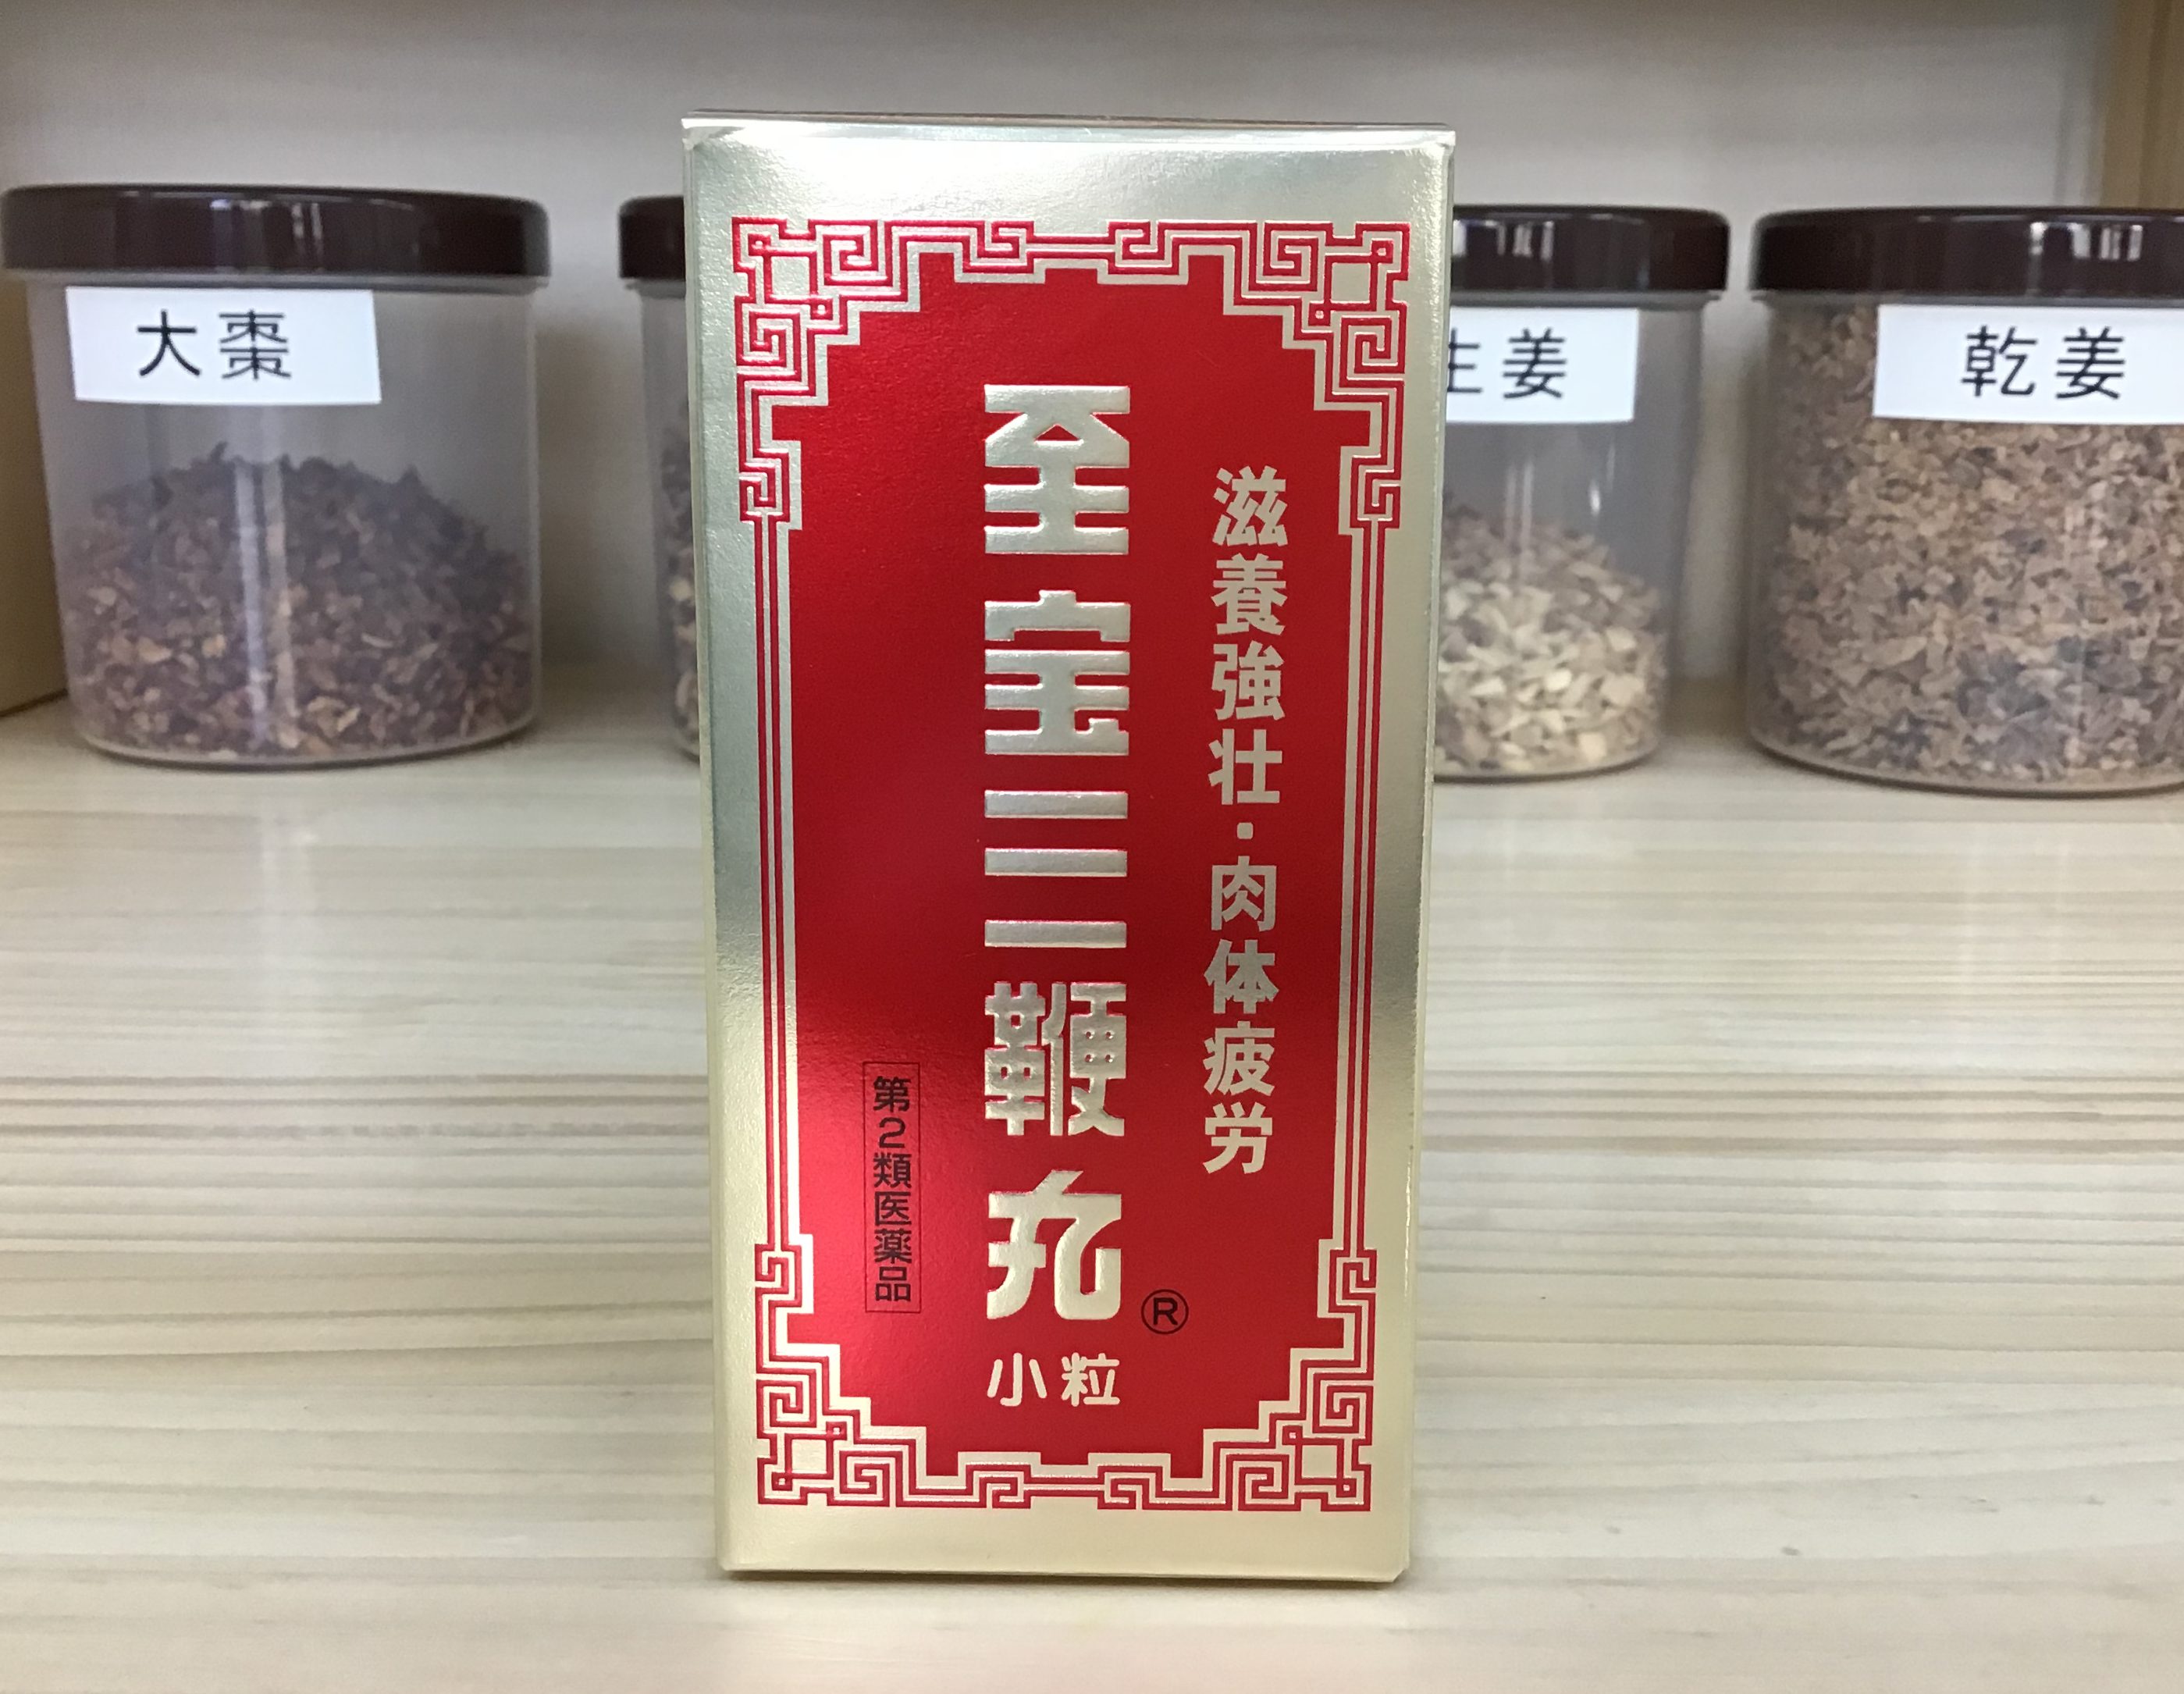 滋養強壮・肉体疲労
至宝三鞭丸®
小粒
第2類医薬品
大棗
生姜
乾姜